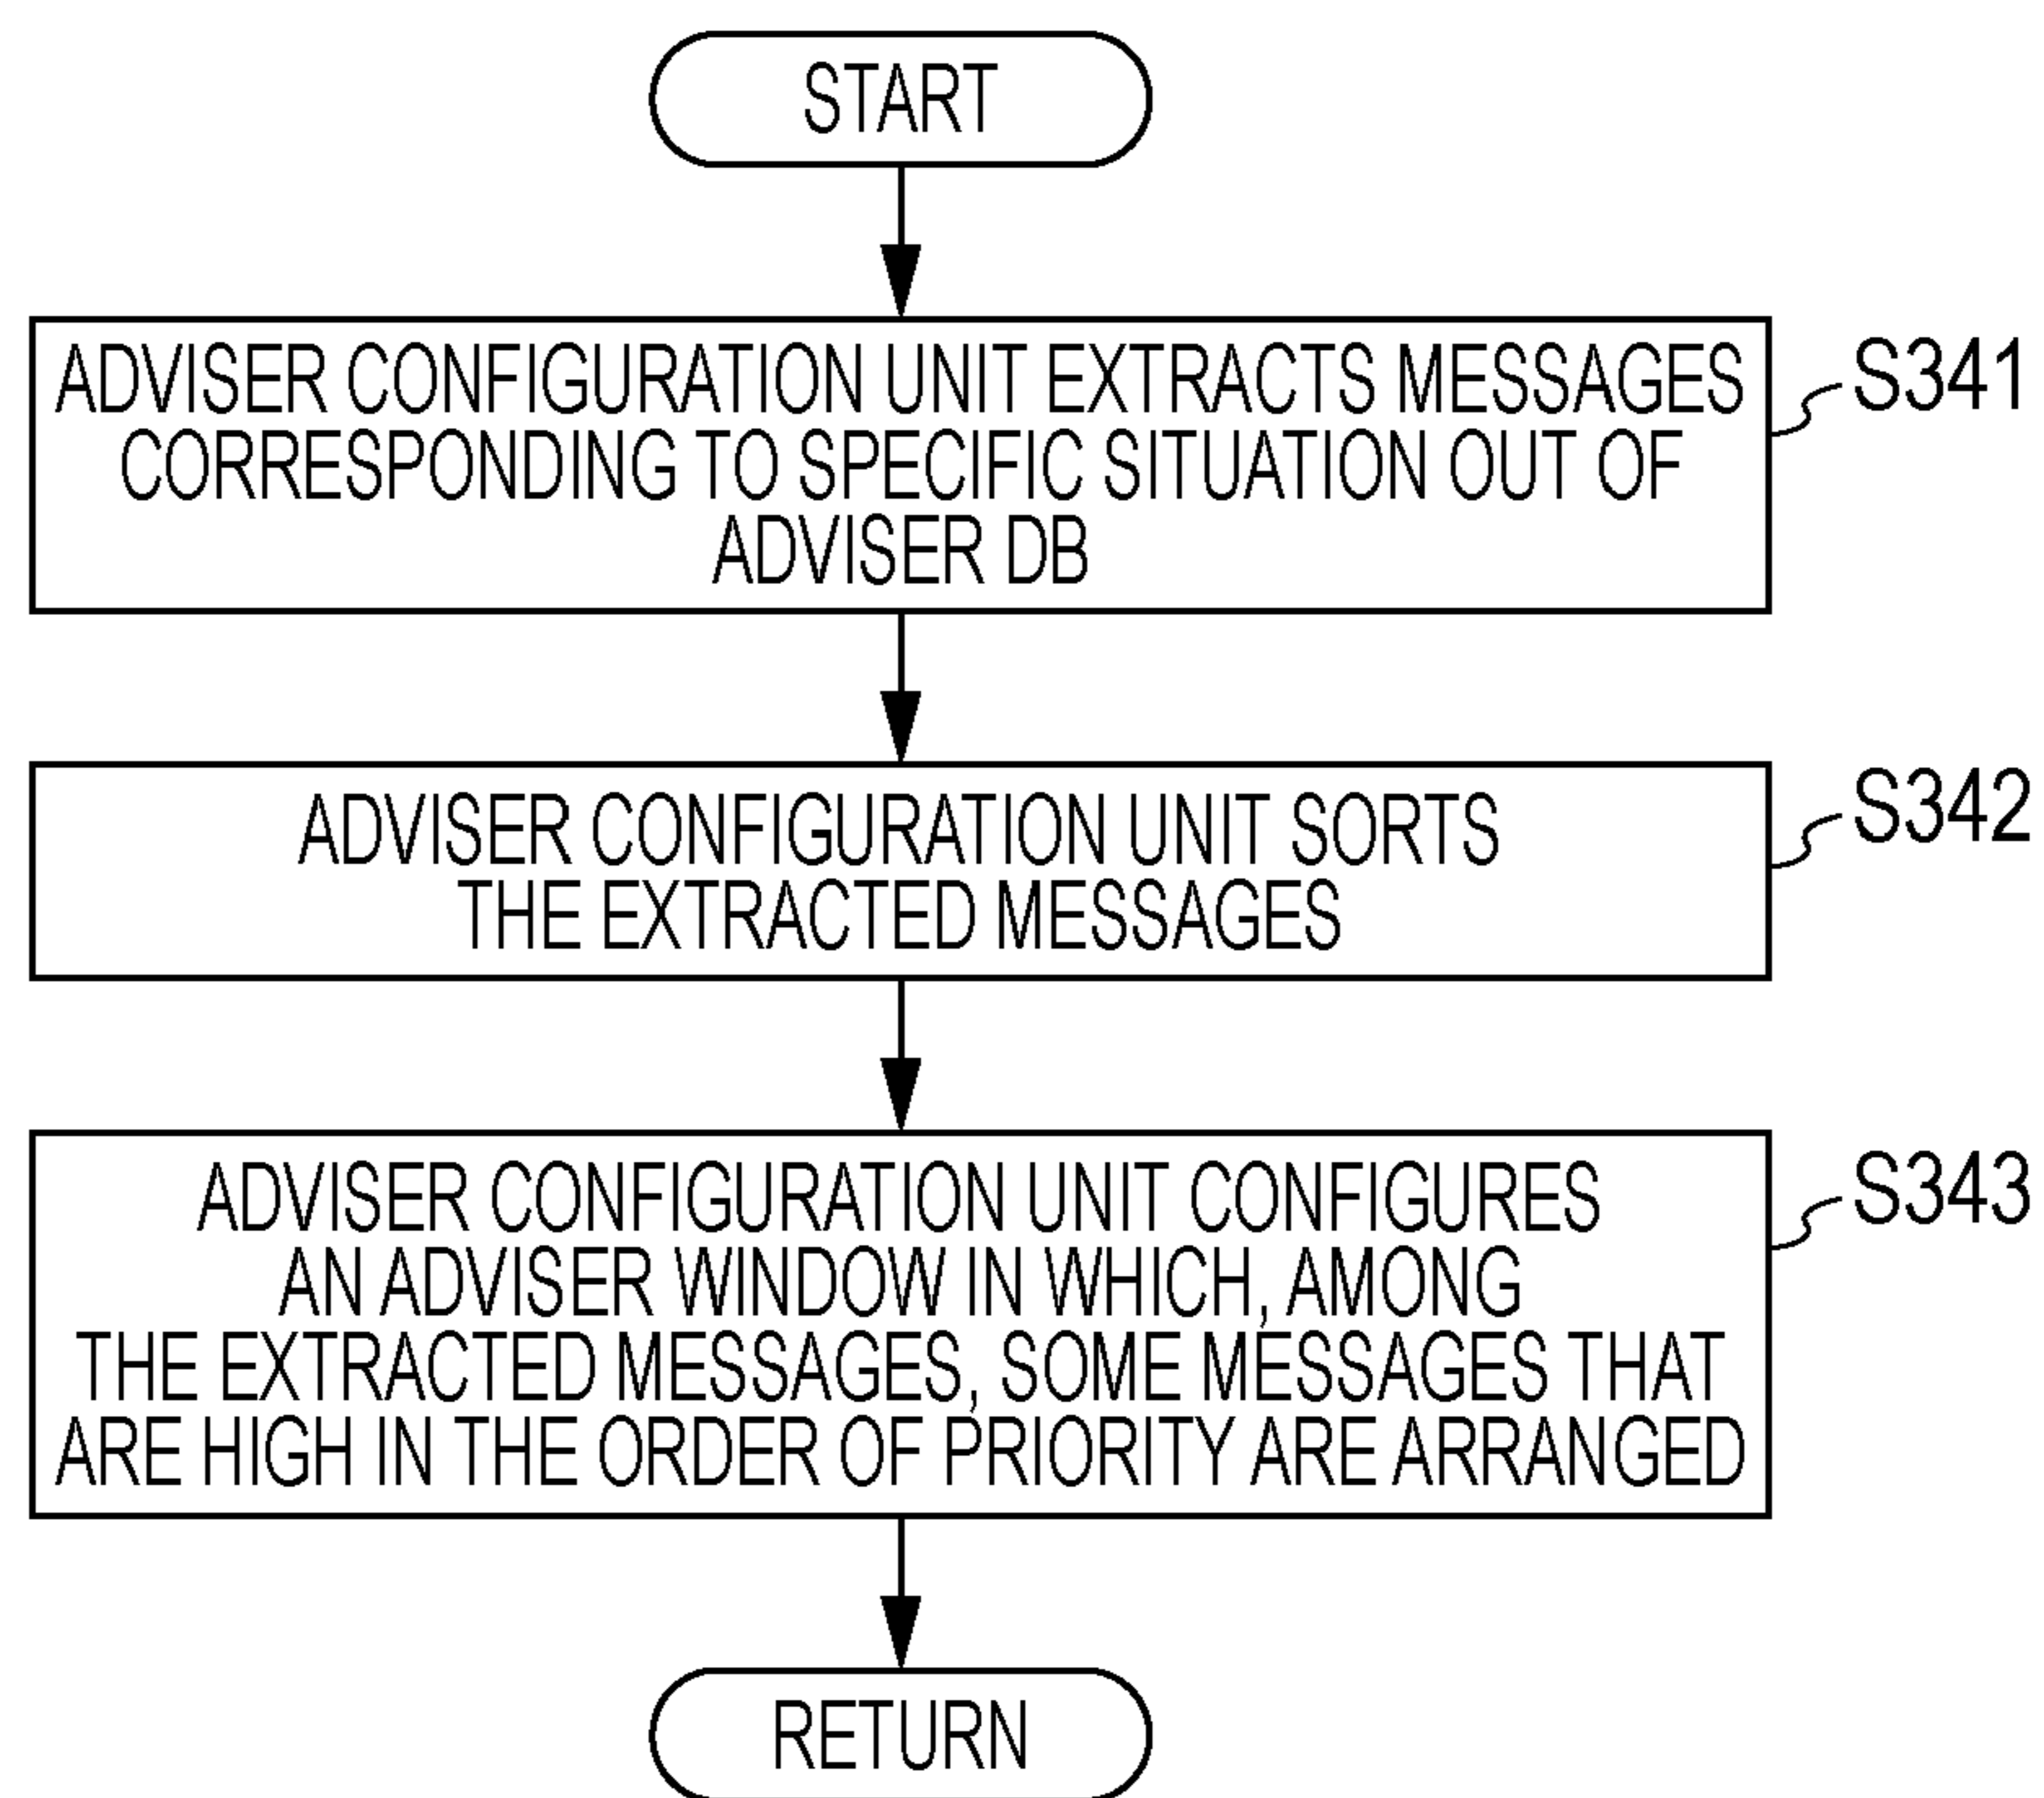 START
ADVISER CONFIGURATION UNIT EXTRACTS MESSAGES
CORRESPONDING TO SPECIFIC SITUATION OUT OF
ADVISER DB
S341
ADVISER CONFIGURATION UNIT SORTS
THE EXTRACTED MESSAGES
S342
ADVISER CONFIGURATION UNIT CONFIGURES
AN ADVISER WINDOW IN WHICH, AMONG
THE EXTRACTED MESSAGES, SOME MESSAGES THAT
ARE HIGH IN THE ORDER OF PRIORITY ARE ARRANGED
S343
RETURN